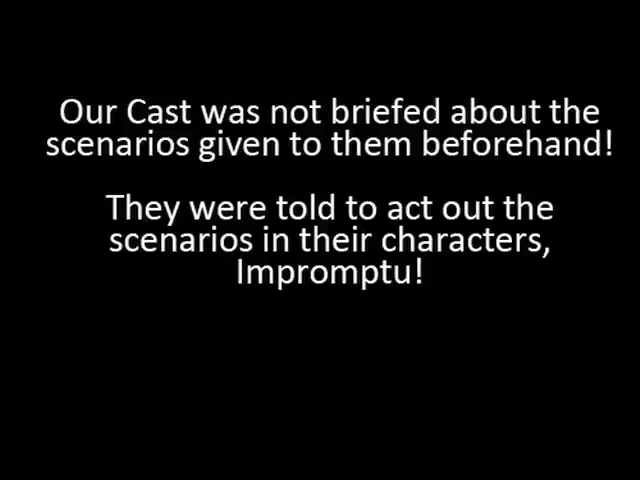 Our Cast was not briefed about the
scenarios given to them beforehand!
They were told to act out the
scenarios in their characters,
Impromptu!